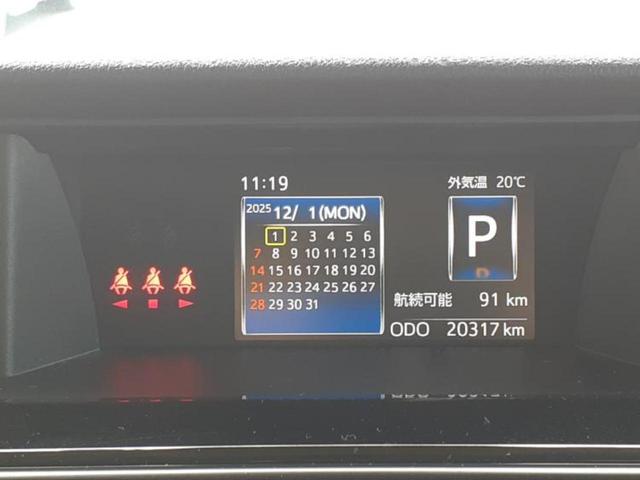 11:19
外気温 20℃
2025 12/ 1(MON)
1 2 3 4 5 6
7 8 9 10 11 12 13
14 15 16 17 18 19 20
21 22 23 24 25 26 27
28 29 30 31
P
D
航続可能 91 km
ODO 20317 km